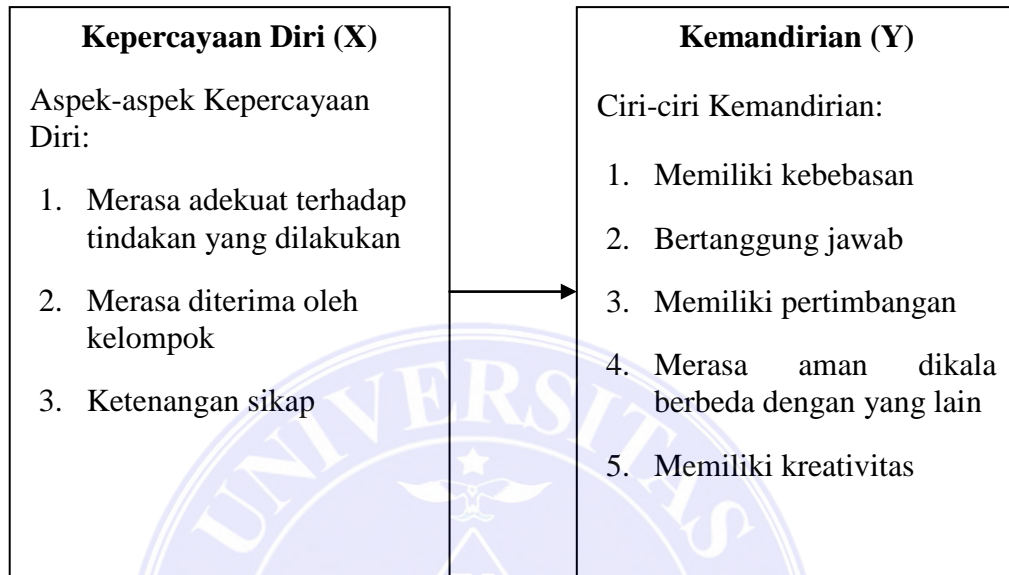 Kepercayaan Diri (X)
Aspek-aspek Kepercayaan
Diri:
1. Merasa adekuat terhadap
tindakan yang dilakukan
2. Merasa diterima oleh
kelompok
3. Ketenangan sikap
Kemandirian (Y)
Ciri-ciri Kemandirian:
1. Memiliki kebebasan
2. Bertanggung jawab
3. Memiliki pertimbangan
4. Merasa aman dikala
berbeda dengan yang lain
5. Memiliki kreativitas
UNIVERSITAS